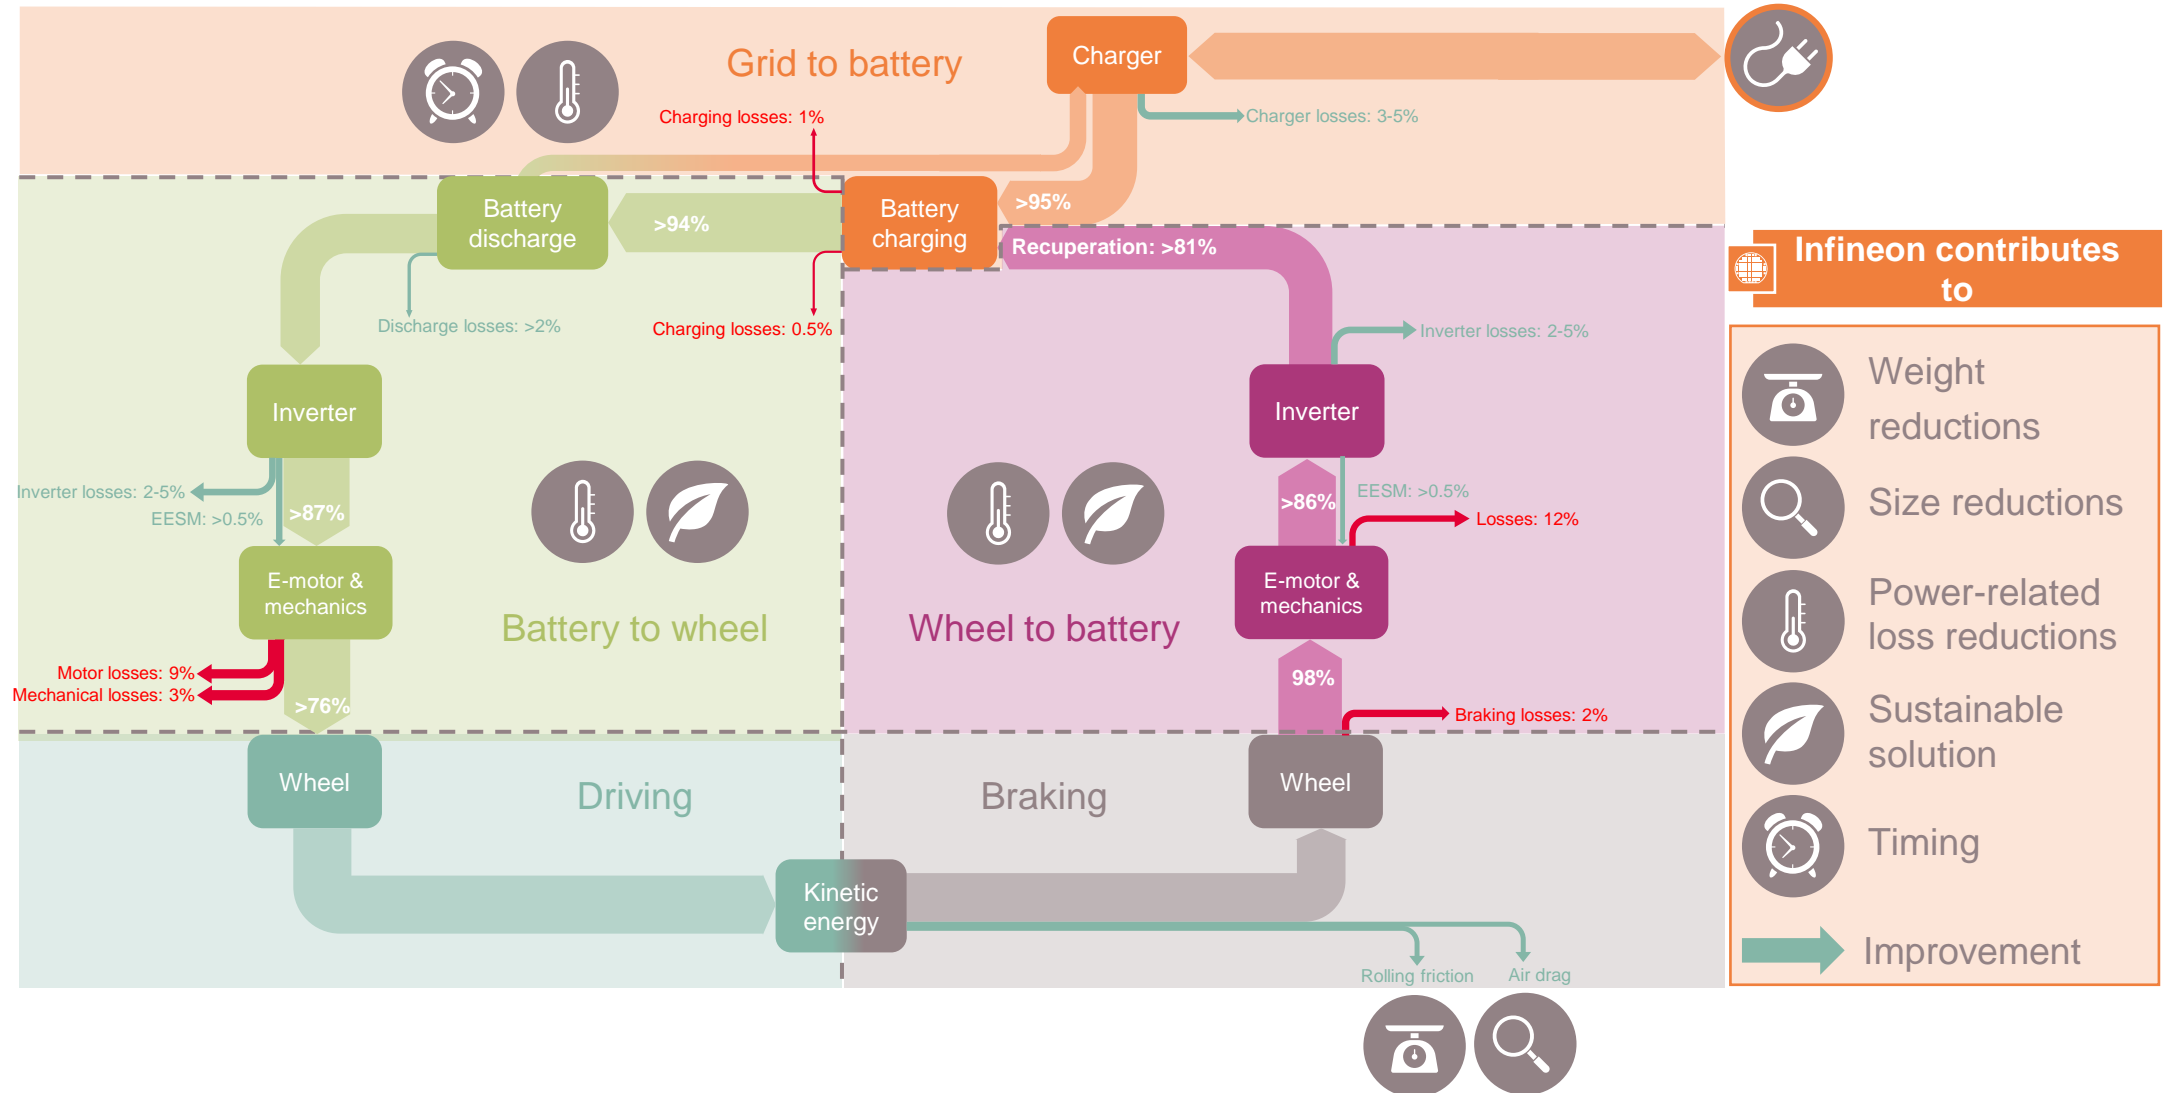 Grid to battery
Charger
Charging losses: 1%
Charger losses: 3-5%
Battery
discharge
>94%
Battery
charging
>95%
Recuperation: >81%
Discharge losses: >2%
Charging losses: 0.5%
Inverter losses: 2-5%
Inverter
Inverter
Inverter losses: 2-5%
EESM: >0.5%
>87%
>86%
EESM: >0.5%
Losses: 12%
E-motor &
mechanics
E-motor &
mechanics
Battery to wheel
Wheel to battery
Motor losses: 9%
Mechanical losses: 3%
>76%
98%
Braking losses: 2%
Wheel
Driving
Braking
Wheel
Kinetic
energy
Rolling friction
Air drag
Infineon contributes
to
Weight
reductions
Size reductions
Power-related
loss reductions
Sustainable
solution
Timing
Improvement